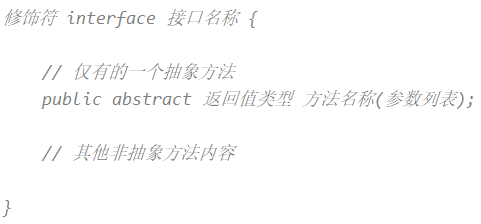 修饰符 interface 接口名称 {
// 仅有的一个抽象方法
public abstract 返回值类型 方法名称(参数列表);
// 其他非抽象方法内容
}